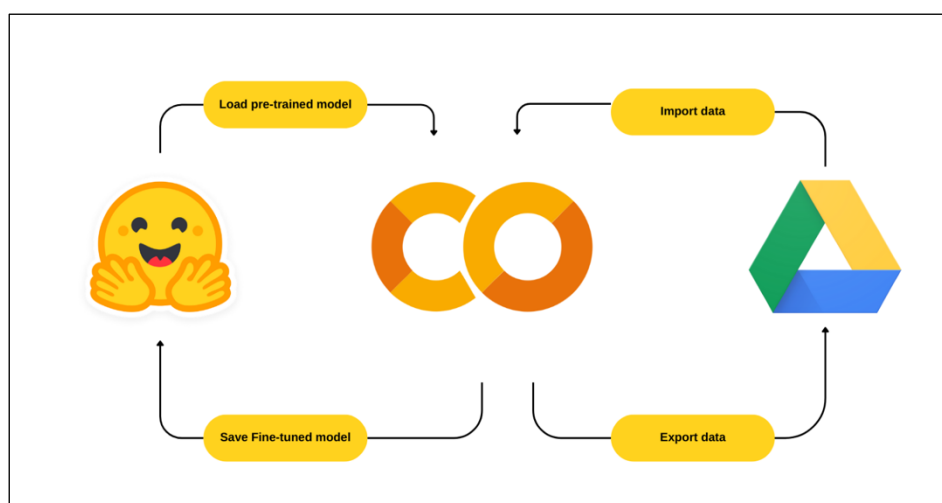 Load pre-trained model
Import data
Save Fine-tuned model
Export data